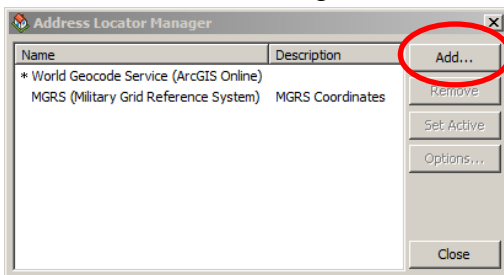 Address Locator Manager
Name Description Add...
* World Geocode Service (ArcGIS Online) Remove
MGRS (Military Grid Reference System) MGRS Coordinates
Set Active
Options...
Close